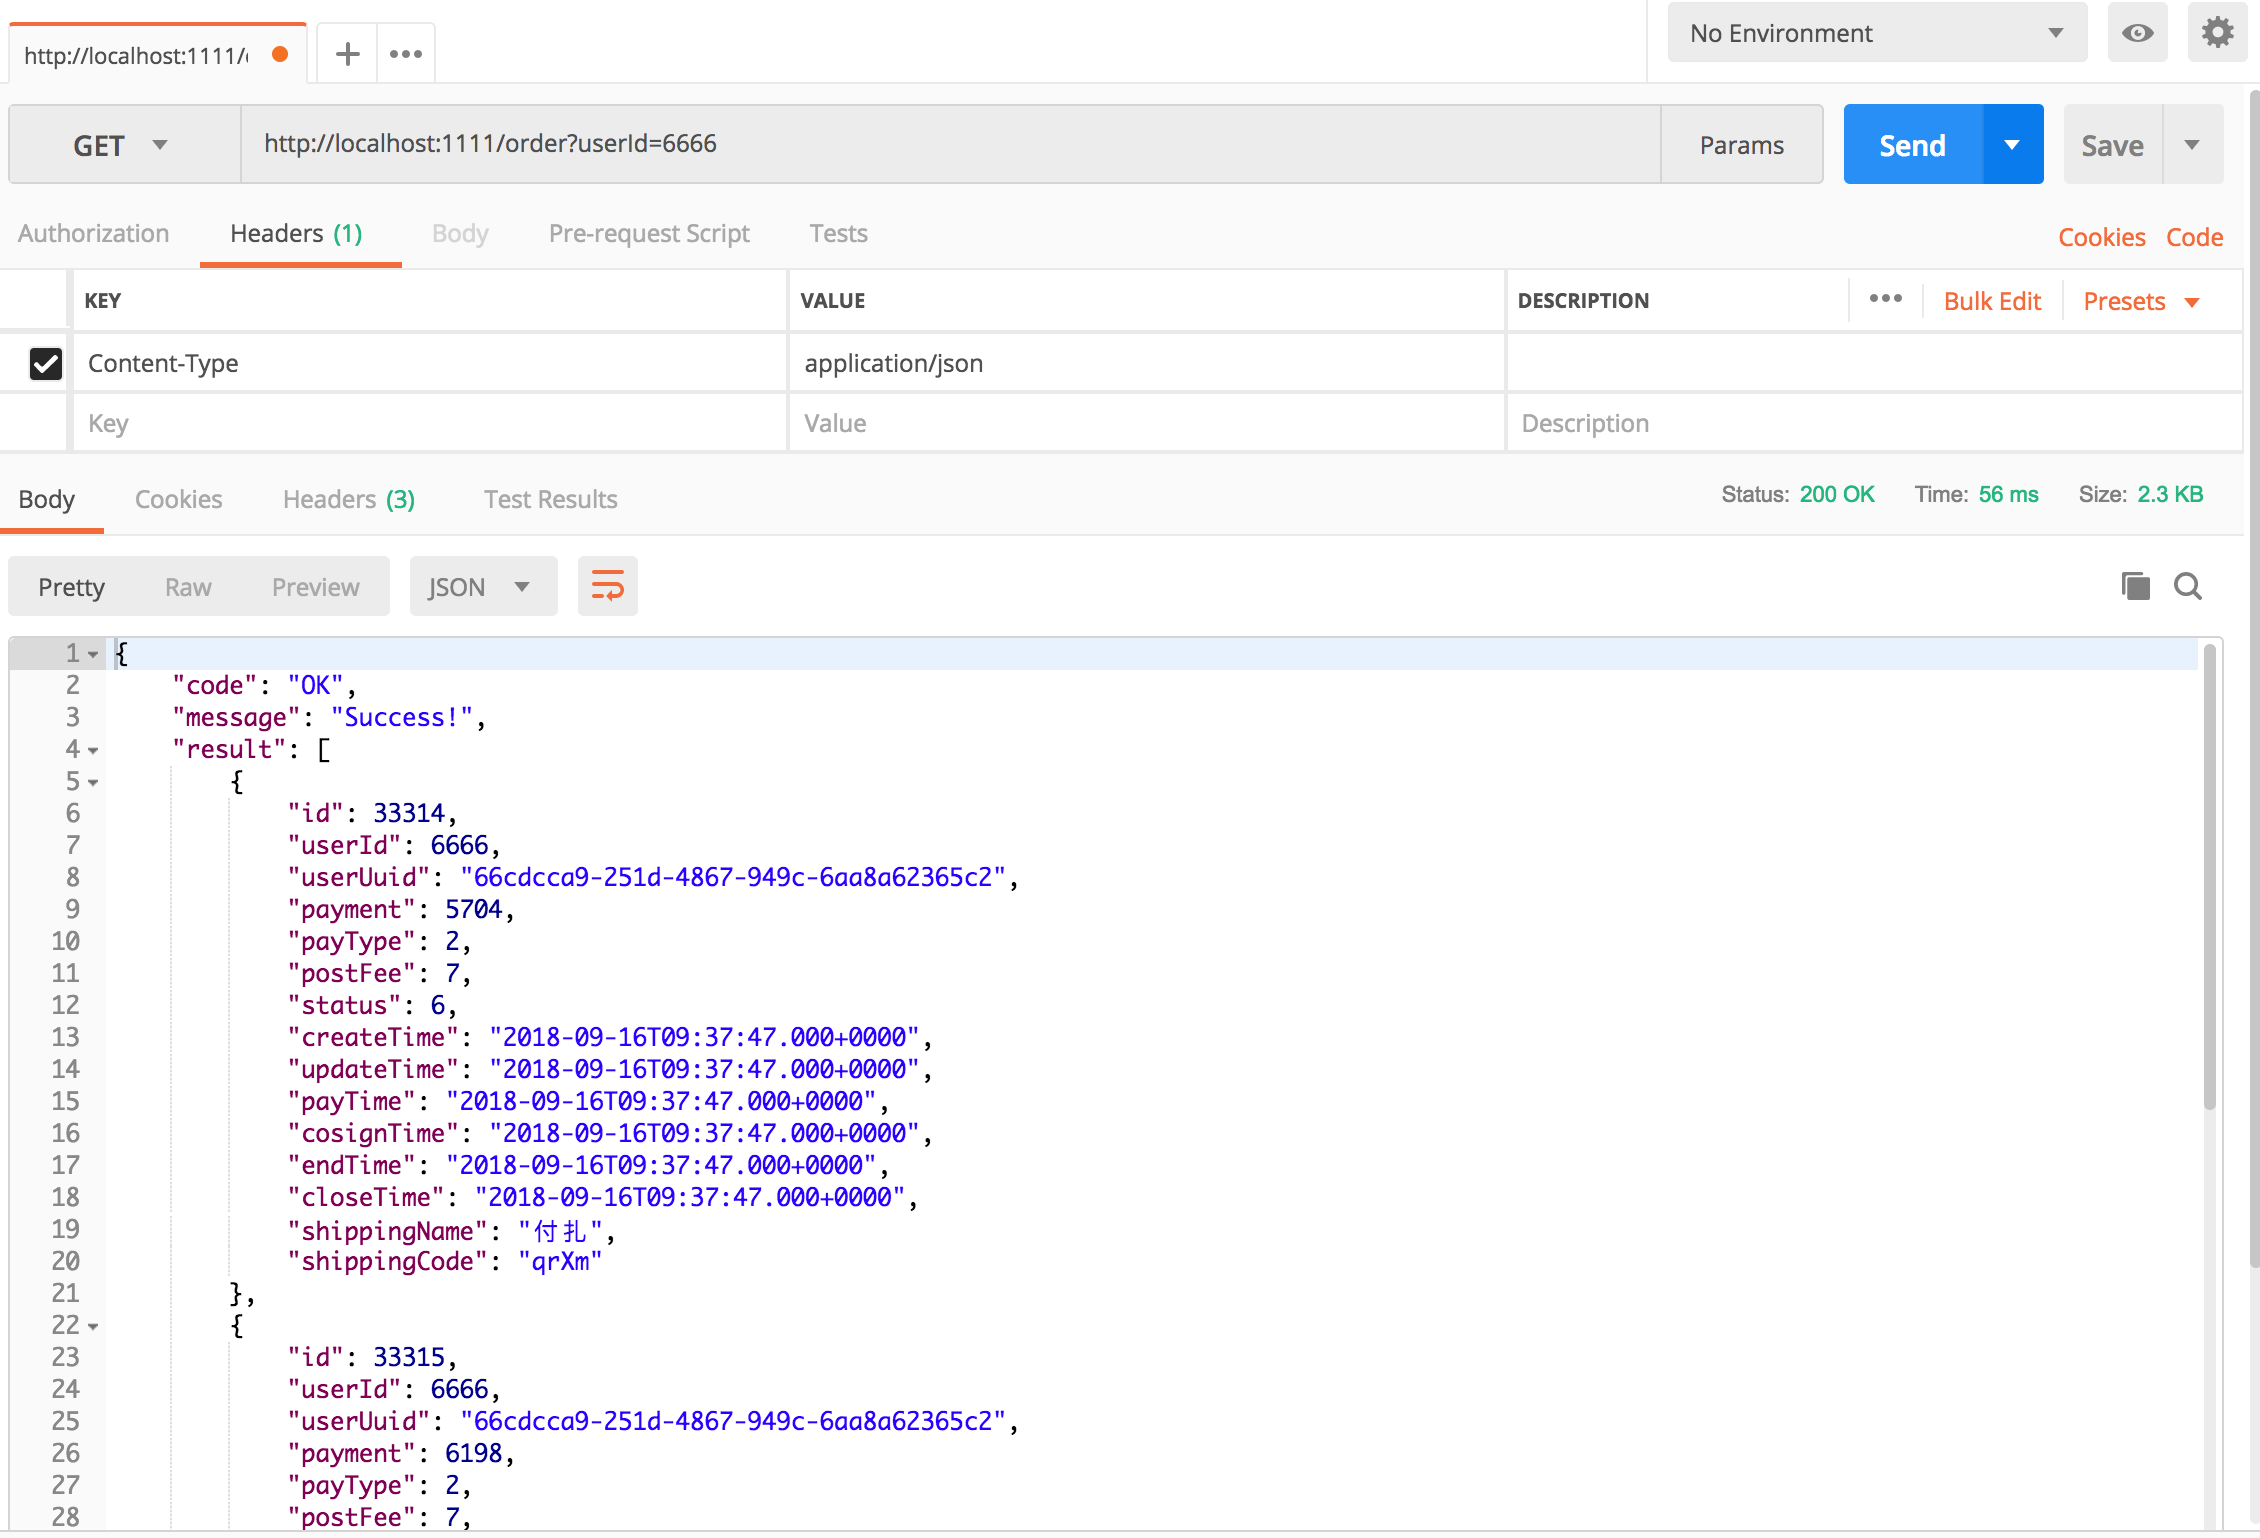 http://localhost:1111/
No Environment
GET http://localhost:1111/order?userId=6666 Params Send Save
Authorization Headers (1) Body Pre-request Script Tests Cookies Code
KEY VALUE DESCRIPTION Bulk Edit Presets
Content-Type application/json
Key Value Description
Body Cookies Headers (3) Test Results Status: 200 OK Time: 56 ms Size: 2.3 KB
Pretty Raw Preview JSON
1 {
2 "code": "OK",
3 "message": "Success!",
4 "result": [
5 {
6 "id": 33314,
7 "userId": 6666,
8 "userUuid": "66cdcca9-251d-4867-949c-6aa8a62365c2",
9 "payment": 5704,
10 "payType": 2,
11 "postFee": 7,
12 "status": 6,
13 "createTime": "2018-09-16T09:37:47.000+0000",
14 "updateTime": "2018-09-16T09:37:47.000+0000",
15 "payTime": "2018-09-16T09:37:47.000+0000",
16 "cosignTime": "2018-09-16T09:37:47.000+0000",
17 "endTime": "2018-09-16T09:37:47.000+0000",
18 "closeTime": "2018-09-16T09:37:47.000+0000",
19 "shippingName": "付扎",
20 "shippingCode": "qrXm"
21 },
22 {
23 "id": 33315,
24 "userId": 6666,
25 "userUuid": "66cdcca9-251d-4867-949c-6aa8a62365c2",
26 "payment": 6198,
27 "payType": 2,
28 "postFee": 7,